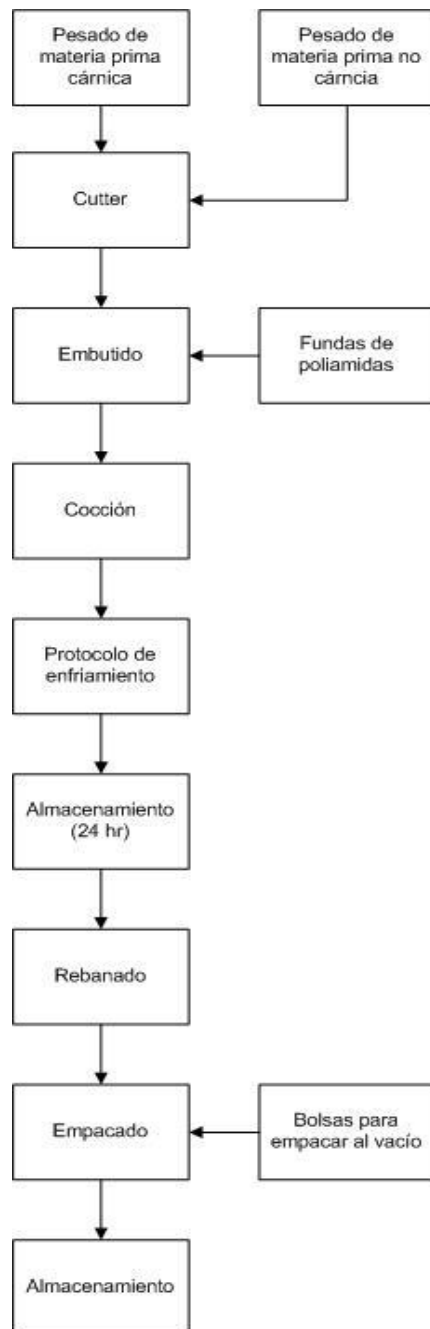 Pesado de
materia prima
cárnica
Pesado de
materia prima no
cárncia
Cutter
Embutido
Fundas de
poliamidas
Cocción
Protocolo de
enfriamiento
Almacenamiento
(24 hr)
Rebanado
Empacado
Bolsas para
empacar al vacío
Almacenamiento